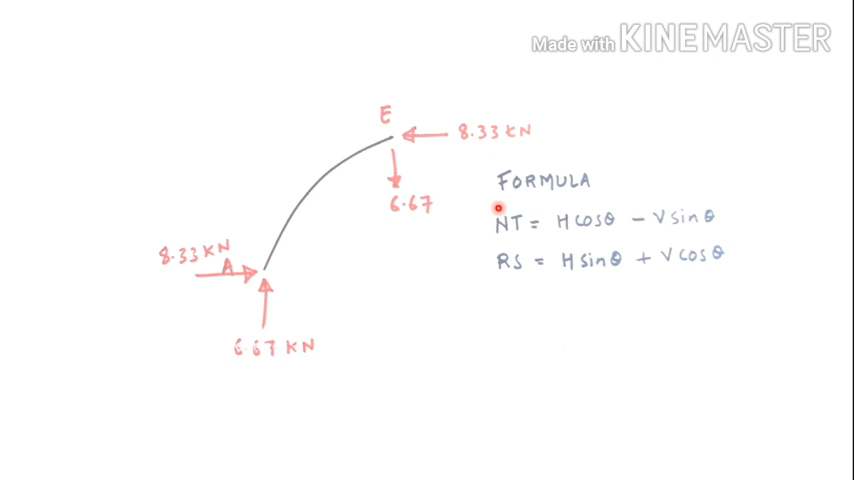 Made with KINEMASTER
E
8.33 KN
6.67
FORMULA
NT = H cosθ - V sinθ
RS = H sinθ + V cosθ
8.33 KN
A
6.67 KN